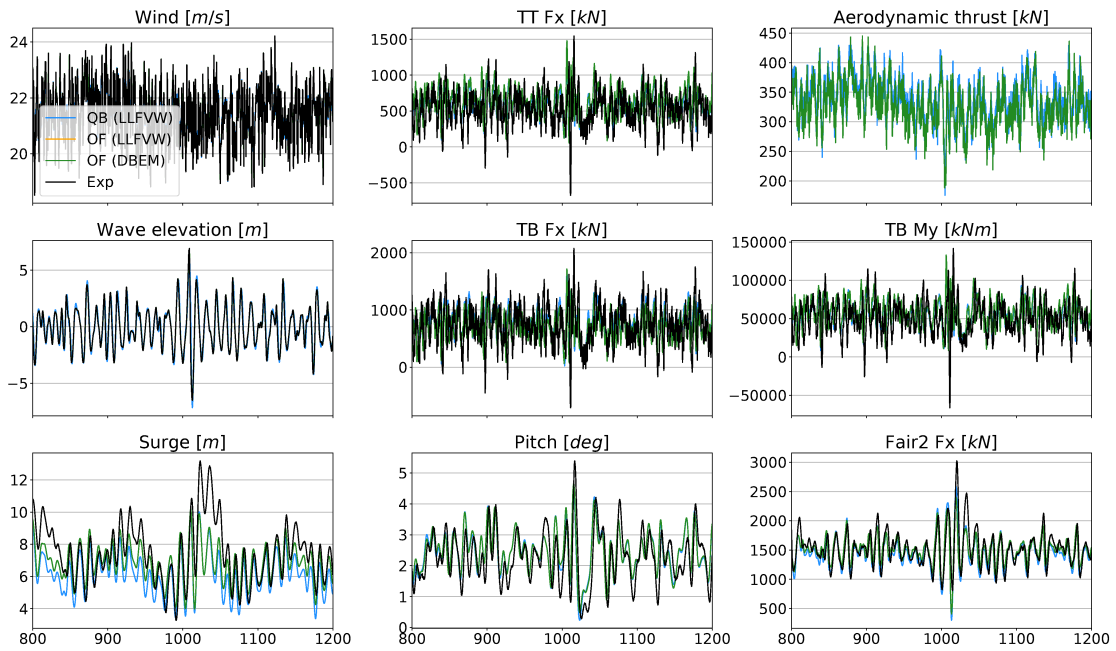 Wind [m/s]
24
22
20
QB (LLFVW)
OF (LLFVW)
OF (DBEM)
Exp
TT Fx [kN]
1500
1000
500
0
−500
Aerodynamic thrust [kN]
450
400
350
300
250
200
Wave elevation [m]
5
0
−5
TB Fx [kN]
2000
1000
0
TB My [kNm]
150000
100000
50000
0
−50000
Surge [m]
12
10
8
6
4
800 900 1000 1100 1200
Pitch [deg]
5
4
3
2
1
0
800 900 1000 1100 1200
Fair2 Fx [kN]
3000
2500
2000
1500
1000
500
800 900 1000 1100 1200